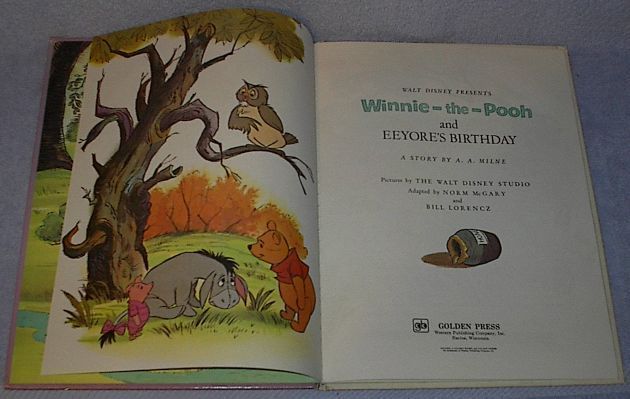 WALT DISNEY PRESENTS
Winnie-the-Pooh
and
EEYORE'S BIRTHDAY
A STORY BY A. A. MILNE
Pictures by THE WALT DISNEY STUDIO
Adapted by NORM McGARY
and
BILL LORENCZ
HONEY
GOLDEN PRESS
Western Publishing Company, Inc.
Racine, Wisconsin